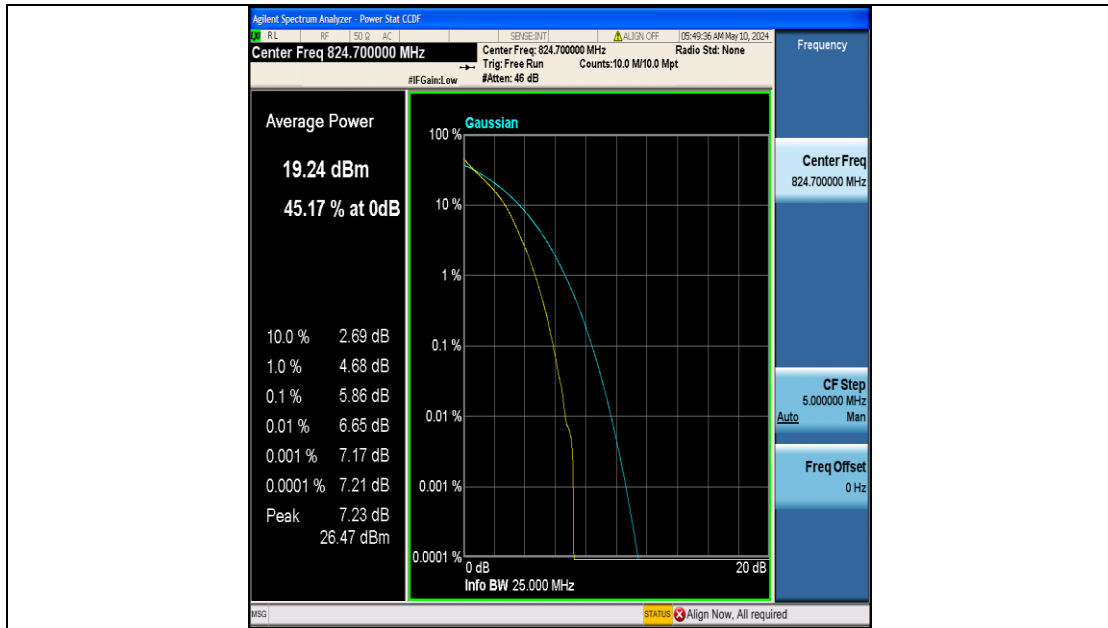 Agilent Spectrum Analyzer - Power Stat CCDF
RL RF 50 Ω AC SENSE:INT ALIGN OFF 05:49:36 AM May 10, 2024
Center Freq 824.700000 MHz
Center Freq: 824.700000 MHz Radio Std: None
Trig: Free Run Counts:10.0 M/10.0 Mpt
#IFGain:Low #Atten: 46 dB
Frequency
Average Power
19.24 dBm
45.17 % at 0dB
10.0 % 2.69 dB
1.0 % 4.68 dB
0.1 % 5.86 dB
0.01 % 6.65 dB
0.001 % 7.17 dB
0.0001 % 7.21 dB
Peak 7.23 dB
26.47 dBm
Gaussian
100 %
10 %
1 %
0.1 %
0.01 %
0.001 %
0.0001 %
0 dB 20 dB
Info BW 25.000 MHz
Center Freq
824.700000 MHz
CF Step
5.000000 MHz
Auto Man
Freq Offset
0 Hz
MSG STATUS Align Now, All required